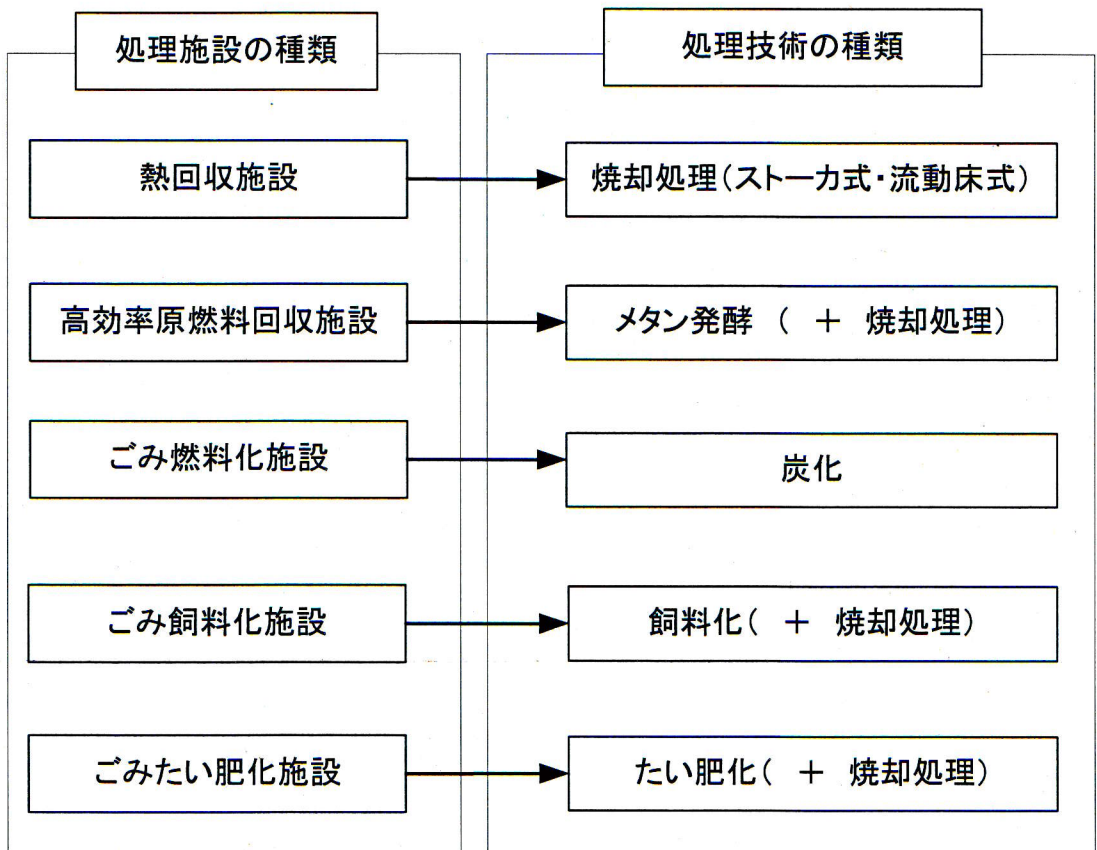 処理施設の種類
処理技術の種類
熱回収施設
焼却処理(ストーカ式・流動床式)
高効率原燃料回収施設
メタン発酵 ( + 焼却処理)
ごみ燃料化施設
炭化
ごみ飼料化施設
飼料化( + 焼却処理)
ごみたい肥化施設
たい肥化( + 焼却処理)